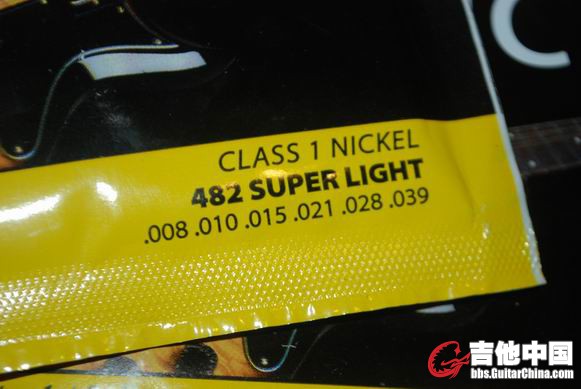 C
CLASS 1 NICKEL
482 SUPER LIGHT
.008 .010 .015 .021 .028 .039
吉他中国
bbs.GuitarChina.com